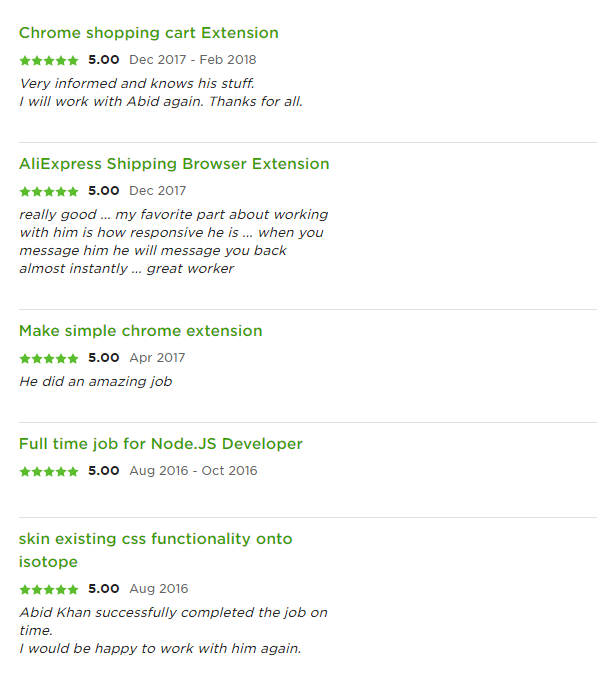 Chrome shopping cart Extension
5.00 Dec 2017 - Feb 2018
Very informed and knows his stuff.
I will work with Abid again. Thanks for all.
AliExpress Shipping Browser Extension
5.00 Dec 2017
really good ... my favorite part about working
with him is how responsive he is ... when you
message him he will message you back
almost instantly ... great worker
Make simple chrome extension
5.00 Apr 2017
He did an amazing job
Full time job for Node.JS Developer
5.00 Aug 2016 - Oct 2016
skin existing css functionality onto
isotope
5.00 Aug 2016
Abid Khan successfully completed the job on
time.
I would be happy to work with him again.